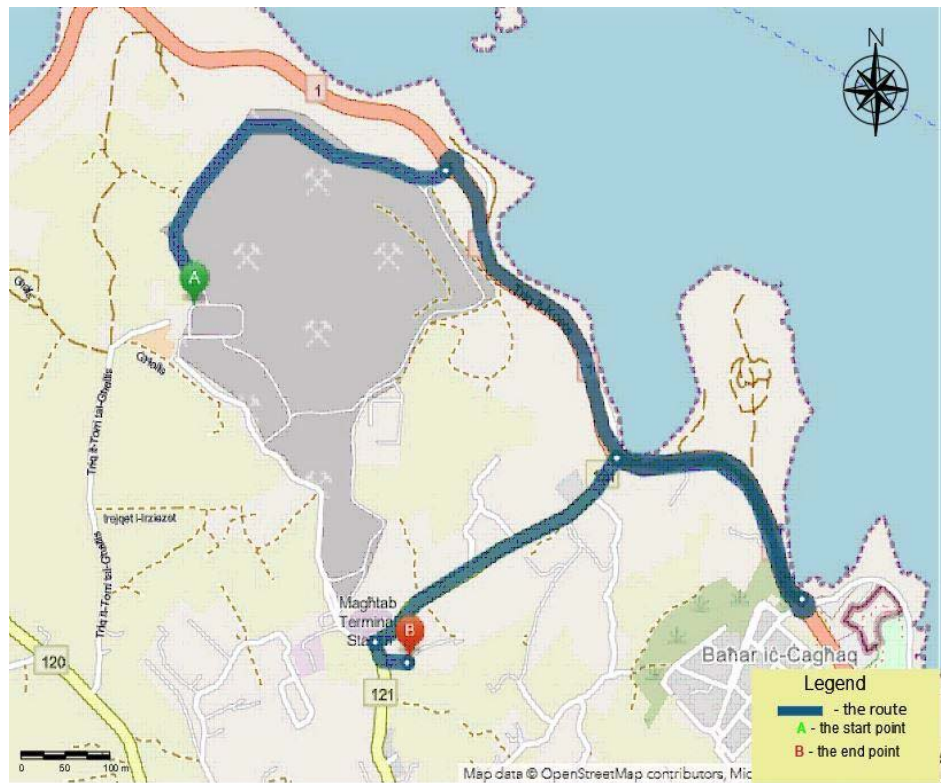 N
1
A
Għallis
Triq it-Torri tal-Għallis
Irejqet l-Irziezet
Triq it-Torri tal-Għallis
Magħtab
Terminal
Station
B
120
121
Baħar iċ-Ċagħaq
Legend
- the route
A - the start point
B - the end point
0 50 100 m
Map data © OpenStreetMap contributors, Mic